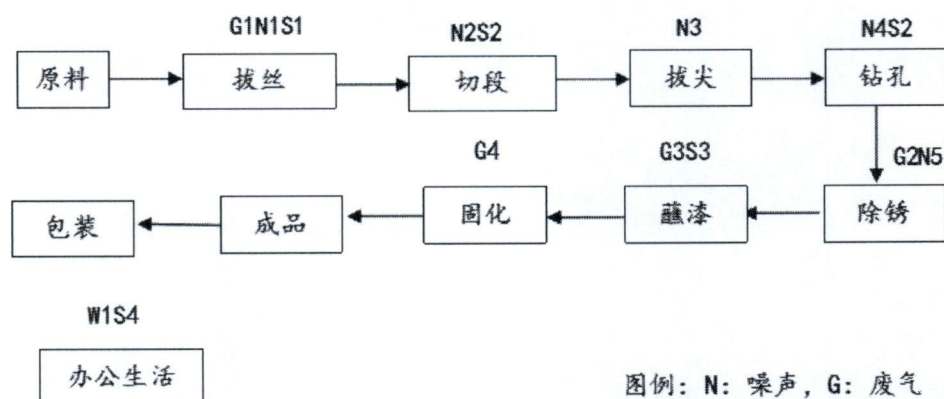 G1N1S1 N2S2 N3 N4S2
原料 拔丝 切段 拔尖 钻孔
G4 G3S3 G2N5
包装 成品 固化 蘸漆 除锈
W1S4
办公生活
图例: N: 噪声, G: 废气